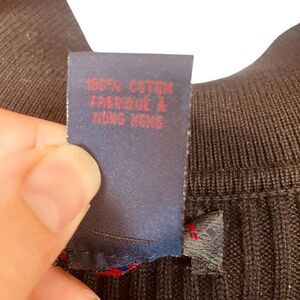 100% COTON
FABRIQUÉ À
HONG KONG